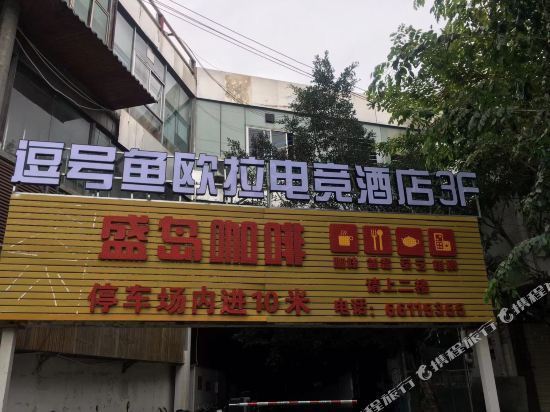 逗号鱼欧拉电竞酒店3F
盛岛咖啡
停车场内进10米
请上二楼
电话:66116355
携程旅行